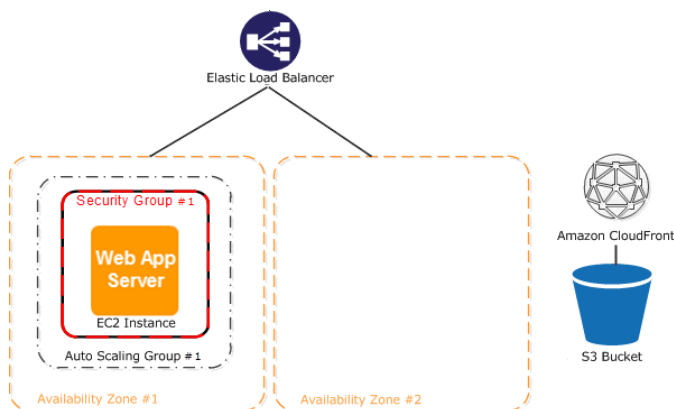 Elastic Load Balancer
Security Group #1
Web App
Server
EC2 Instance
Auto Scaling Group #1
Availability Zone #1
Availability Zone #2
Amazon CloudFront
S3 Bucket